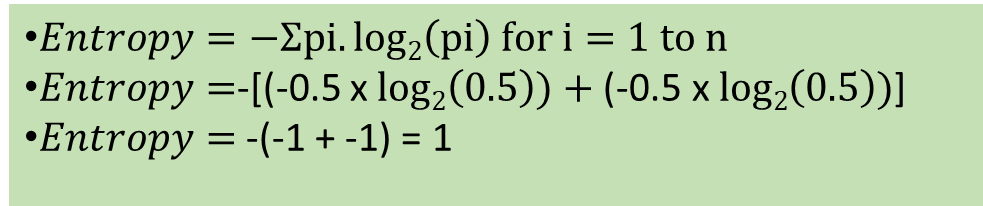 •Entropy = −Σpi. log₂(pi) for i = 1 to n
•Entropy =-[(-0.5 x log₂(0.5)) + (-0.5 x log₂(0.5))]
•Entropy = -(-1 + -1) = 1